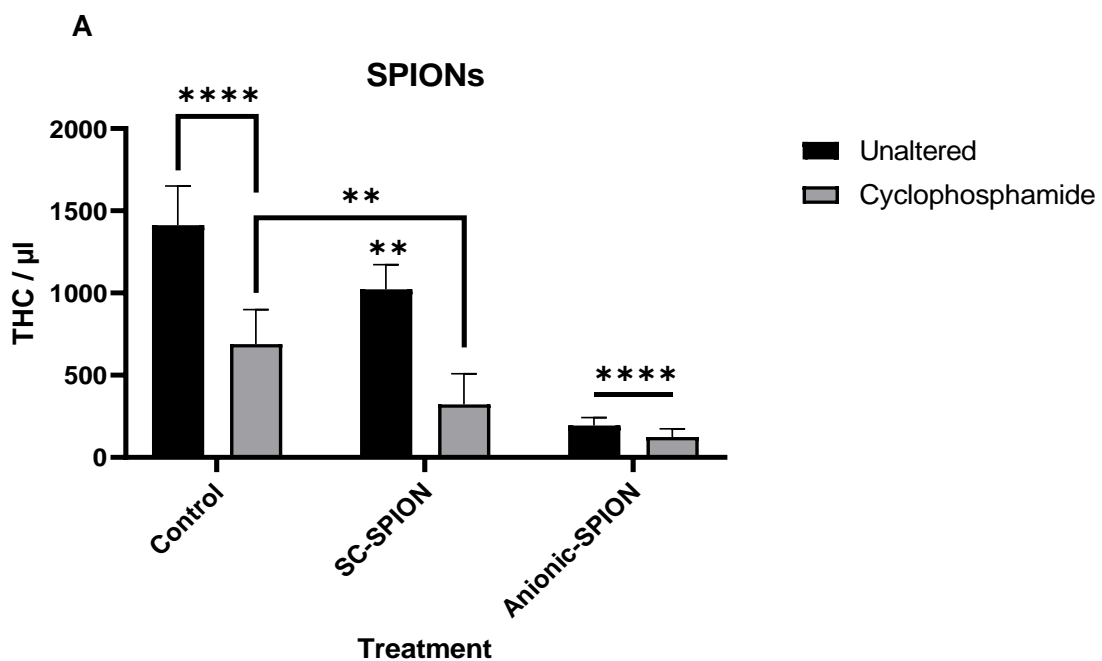 A
SPIONs
****
2000
1500
1000
500
0
THC / µl
**
**
****
Unaltered
Cyclophosphamide
Control
SC-SPION
Anionic-SPION
Treatment